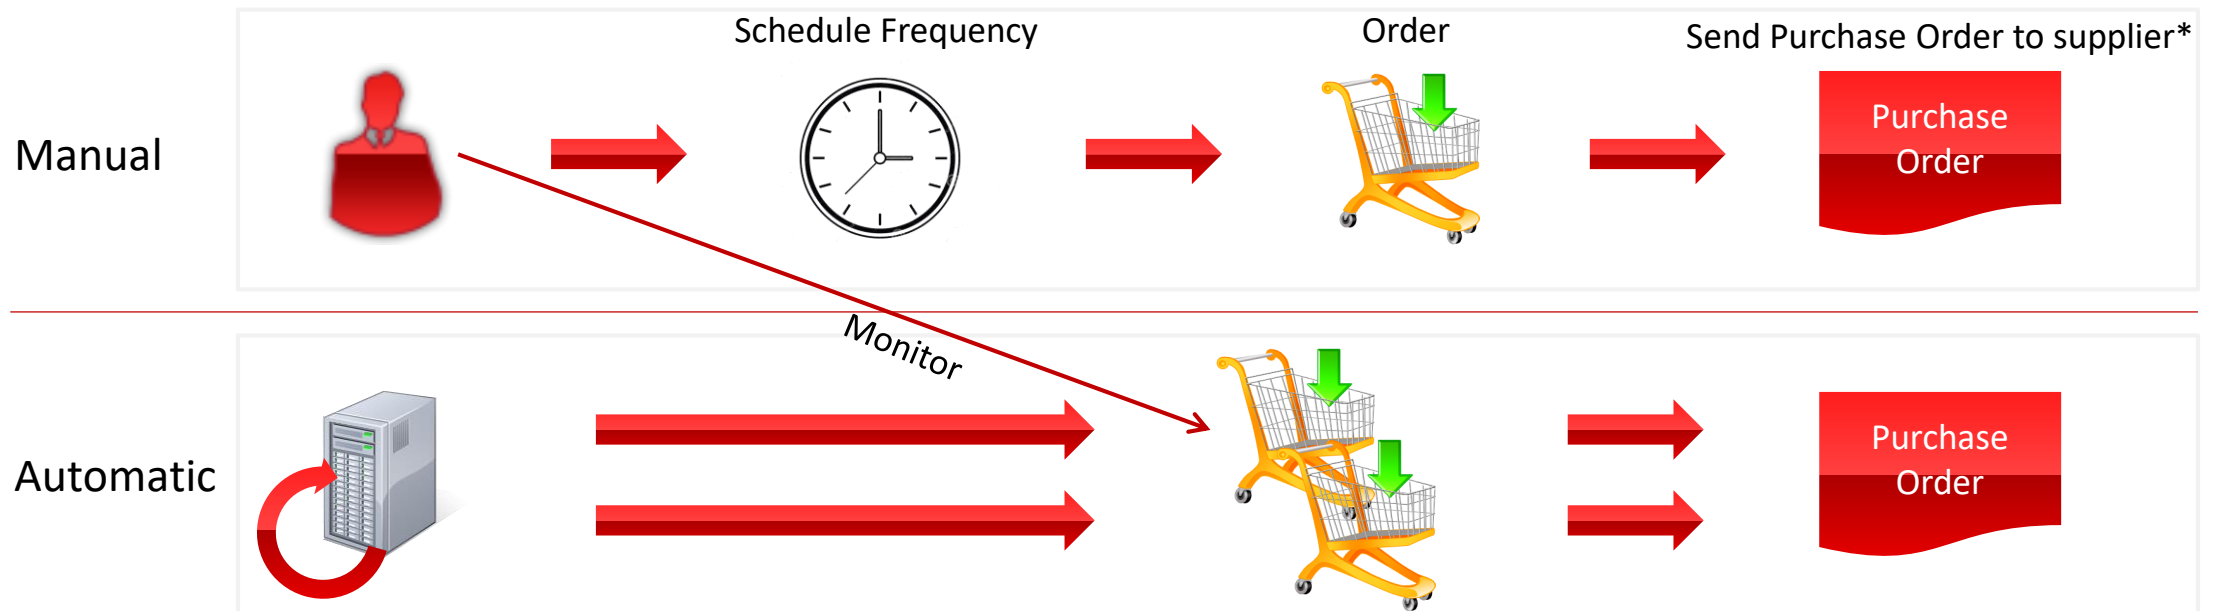 Schedule Frequency
Order
Send Purchase Order to supplier*
Manual
Purchase
Order
Monitor
Automatic
Purchase
Order